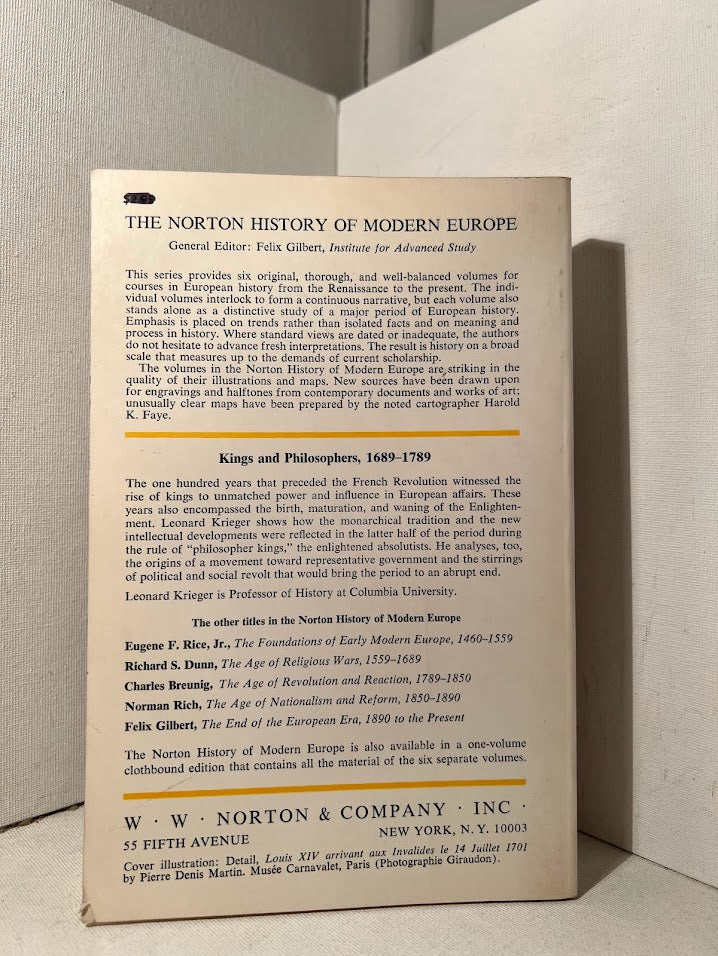 THE NORTON HISTORY OF MODERN EUROPE
General Editor: Felix Gilbert, Institute for Advanced Study
This series provides six original, thorough, and well-balanced volumes for
courses in European history from the Renaissance to the present. The indi-
vidual volumes interlock to form a continuous narrative, but each volume also
stands alone as a distinctive study of a major period of European history.
Emphasis is placed on trends rather than isolated facts and on meaning and
process in history. Where standard views are dated or inadequate, the authors
do not hesitate to advance fresh interpretations. The result is history on a broad
scale that measures up to the demands of current scholarship.
The volumes in the Norton History of Modern Europe are striking in the
quality of their illustrations and maps. New sources have been drawn upon
for engravings and halftones from contemporary documents and works of art;
unusually clear maps have been prepared by the noted cartographer Harold
K. Faye.
Kings and Philosophers, 1689–1789
The one hundred years that preceded the French Revolution witnessed the
rise of kings to unmatched power and influence in European affairs. These
years also encompassed the birth, maturation, and waning of the Enlighten-
ment. Leonard Krieger shows how the monarchical tradition and the new
intellectual developments were reflected in the latter half of the period during
the rule of “philosopher kings,” the enlightened absolutists. He analyses, too,
the origins of a movement toward representative government and the stirrings
of political and social revolt that would bring the period to an abrupt end.
Leonard Krieger is Professor of History at Columbia University.
The other titles in the Norton History of Modern Europe
Eugene F. Rice, Jr., The Foundations of Early Modern Europe, 1460–1559
Richard S. Dunn, The Age of Religious Wars, 1559–1689
Charles Breunig, The Age of Revolution and Reaction, 1789–1850
Norman Rich, The Age of Nationalism and Reform, 1850–1890
Felix Gilbert, The End of the European Era, 1890 to the Present
The Norton History of Modern Europe is also available in a one-volume
clothbound edition that contains all the material of the six separate volumes.
W · W · NORTON & COMPANY · INC ·
55 FIFTH AVENUE NEW YORK, N. Y. 10003
Cover illustration: Detail, Louis XIV arrivant aux Invalides le 14 Juillet 1701
by Pierre Denis Martin. Musée Carnavalet, Paris (Photographie Giraudon).